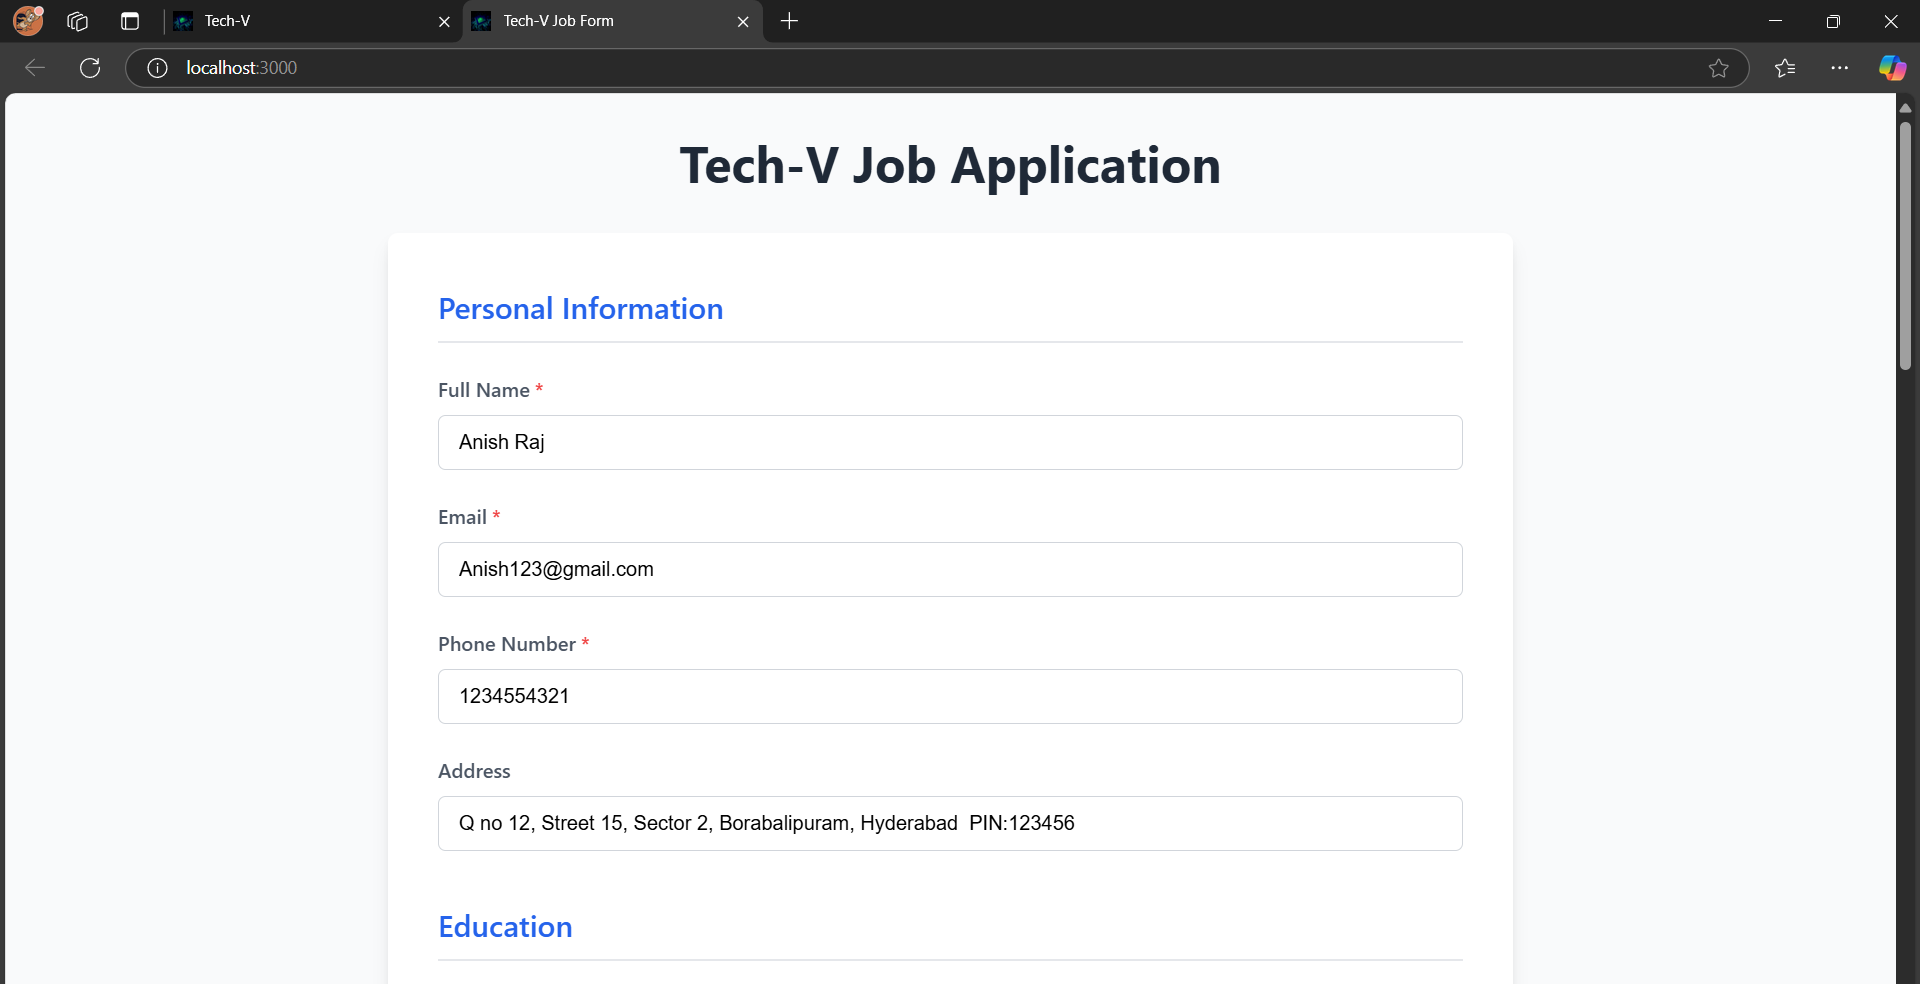 Tech-V
Tech-V Job Form
localhost:3000
Tech-V Job Application
Personal Information
Full Name *
Anish Raj
Email *
Anish123@gmail.com
Phone Number *
1234554321
Address
Q no 12, Street 15, Sector 2, Borabalipuram, Hyderabad  PIN:123456
Education